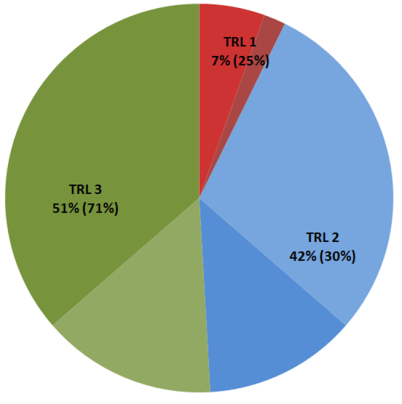 TRL 1
7% (25%)
TRL 2
42% (30%)
TRL 3
51% (71%)